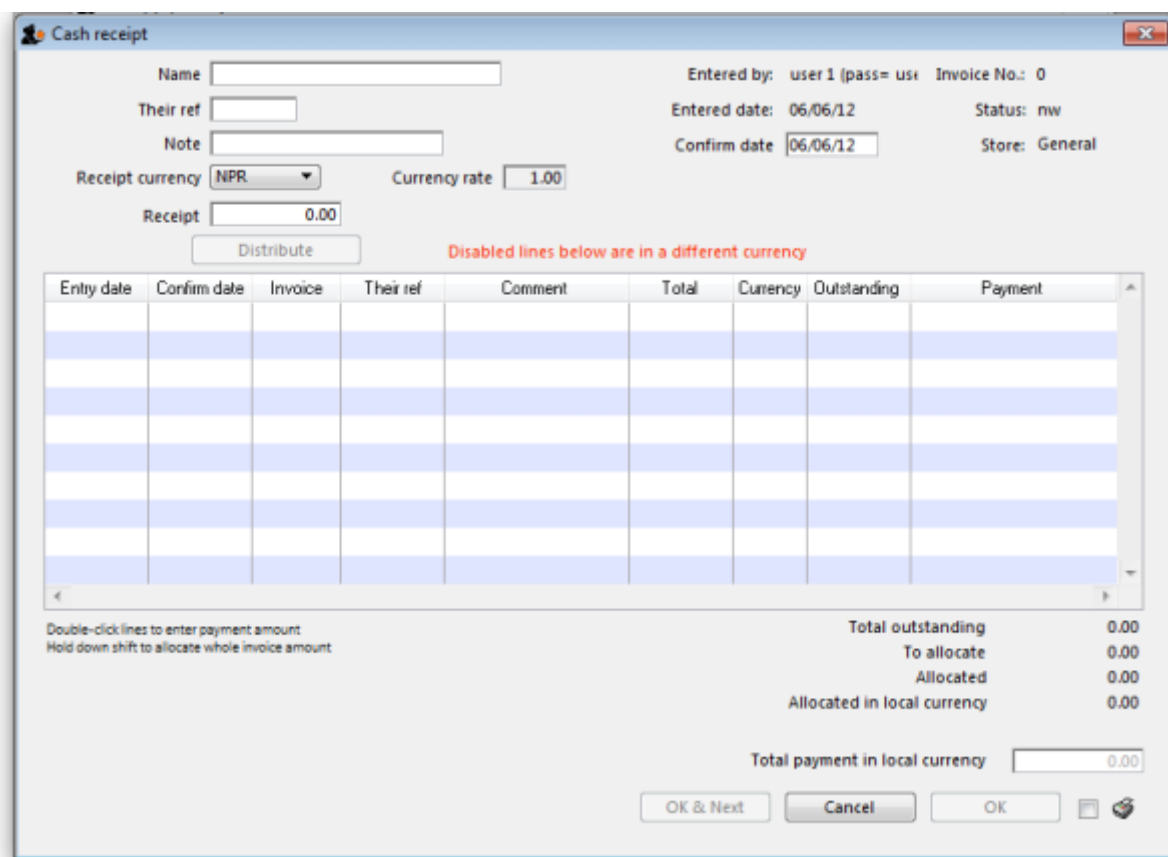 Cash receipt
Name Entered by: user 1 (pass= use Invoice No.: 0
Their ref Entered date: 06/06/12 Status: nw
Note Confirm date 06/06/12 Store: General
Receipt currency NPR Currency rate 1.00
Receipt 0.00
Distribute Disabled lines below are in a different currency
Entry date Confirm date Invoice Their ref Comment Total Currency Outstanding Payment
Double-click lines to enter payment amount
Hold down shift to allocate whole invoice amount
Total outstanding 0.00
To allocate 0.00
Allocated 0.00
Allocated in local currency 0.00
Total payment in local currency 0.00
OK & Next Cancel OK